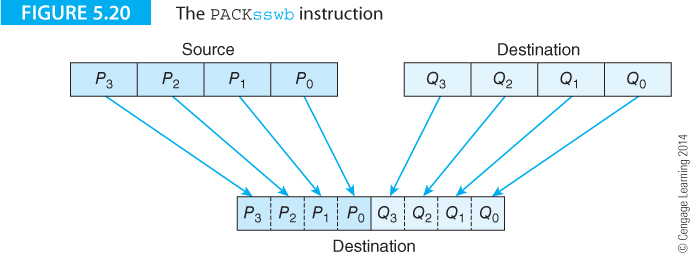 FIGURE 5.20 The PACKsswb instruction
Source Destination
P3 P2 P1 P0 Q3 Q2 Q1 Q0
P3 P2 P1 P0 Q3 Q2 Q1 Q0
Destination
© Cengage Learning 2014